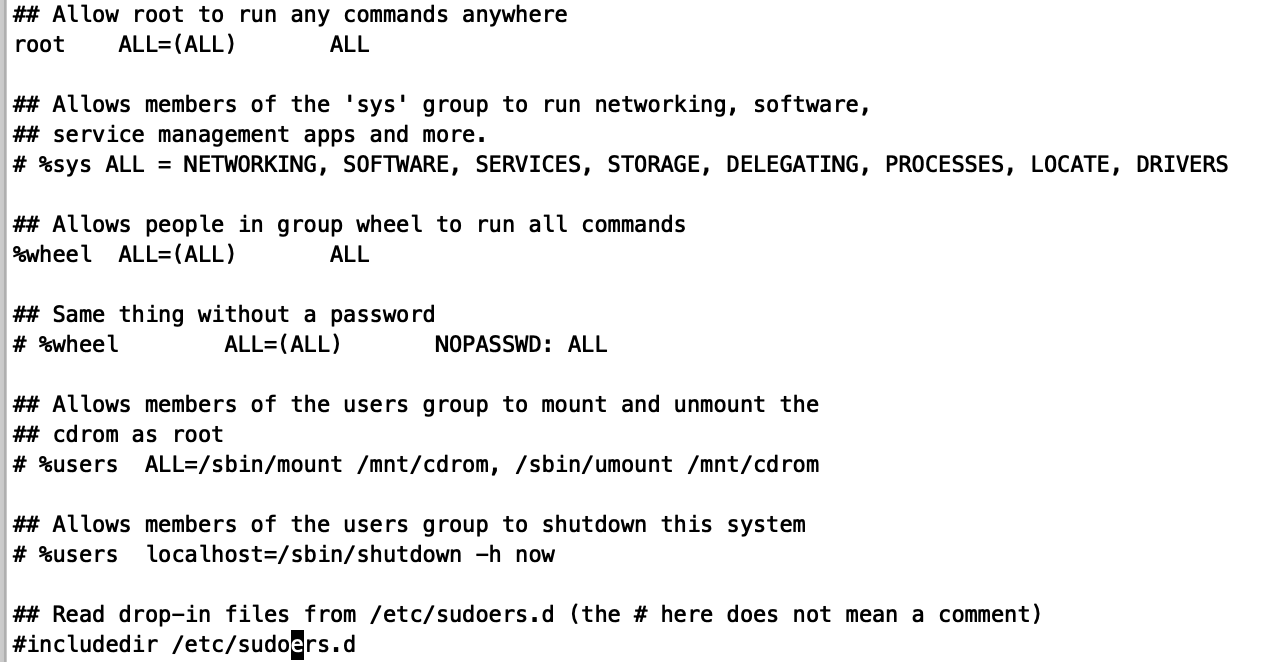 ## Allow root to run any commands anywhere
root    ALL=(ALL)       ALL

## Allows members of the 'sys' group to run networking, software,
## service management apps and more.
# %sys ALL = NETWORKING, SOFTWARE, SERVICES, STORAGE, DELEGATING, PROCESSES, LOCATE, DRIVERS

## Allows people in group wheel to run all commands
%wheel  ALL=(ALL)       ALL

## Same thing without a password
# %wheel        ALL=(ALL)       NOPASSWD: ALL

## Allows members of the users group to mount and unmount the
## cdrom as root
# %users  ALL=/sbin/mount /mnt/cdrom, /sbin/umount /mnt/cdrom

## Allows members of the users group to shutdown this system
# %users  localhost=/sbin/shutdown -h now

## Read drop-in files from /etc/sudoers.d (the # here does not mean a comment)
#includedir /etc/sudoers.d